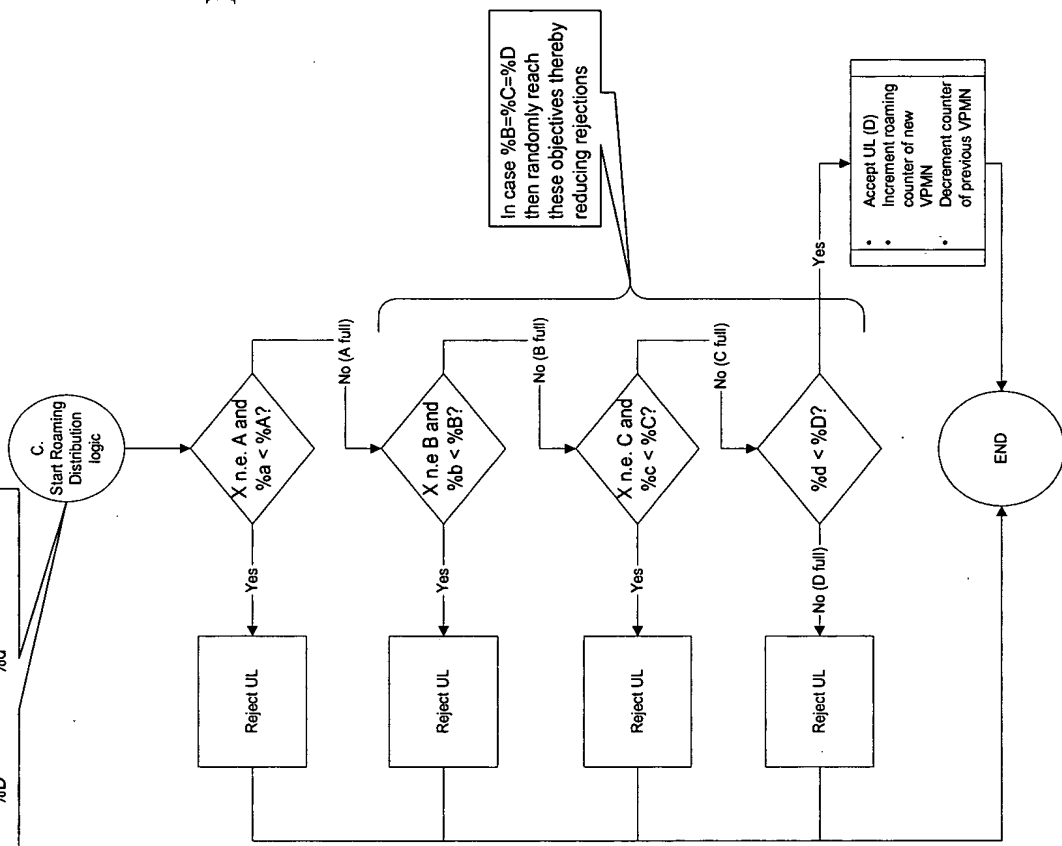 %D
%d
C.
Start Roaming
Distribution
logic
X n.e. A and
%a < %A?
Yes
Reject UL
No (A full)
X n.e B and
%b < %B?
Yes
Reject UL
No (B full)
X n.e. C and
%c < %C?
Yes
Reject UL
No (C full)
%d < %D?
No (D full)
Reject UL
Yes
In case %B=%C=%D
then randomly reach
these objectives thereby
reducing rejections
• Accept UL (D)
• Increment roaming
counter of new
VPMN
• Decrement counter
of previous VPMN
END